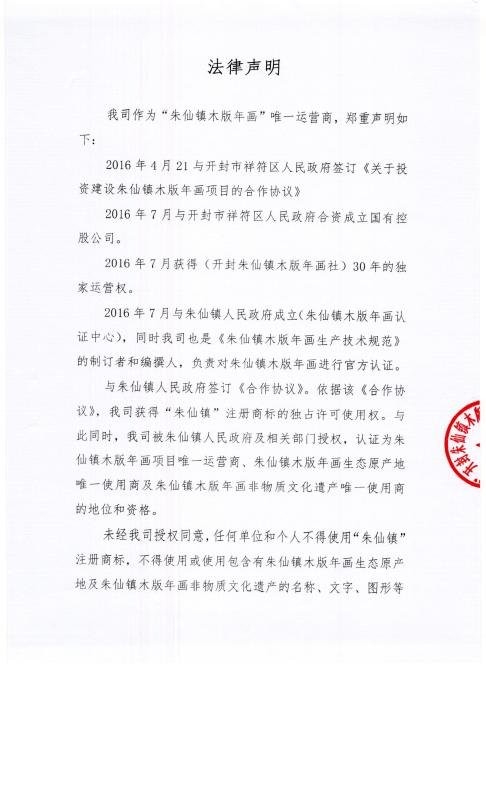 法律声明
我司作为“朱仙镇木版年画”唯一运营商，郑重声明如
下：
2016 年 4 月 21 与开封市祥符区人民政府签订《关于投
资建设朱仙镇木版年画项目的合作协议》
2016 年 7 月与开封市祥符区人民政府合资成立国有控
股公司。
2016 年 7 月获得（开封朱仙镇木版年画社）30 年的独
家运营权。
2016 年 7 月与朱仙镇人民政府成立（朱仙镇木版年画认
证中心），同时我司也是《朱仙镇木版年画生产技术规范》
的制订者和编撰人，负责对朱仙镇木版年画进行官方认证。
与朱仙镇人民政府签订《合作协议》。依据该《合作协
议》，我司获得“朱仙镇”注册商标的独占许可使用权。与
此同时，我司被朱仙镇人民政府及相关部门授权，认证为朱
仙镇木版年画项目唯一运营商、朱仙镇木版年画生态原产地
唯一使用商及朱仙镇木版年画非物质文化遗产唯一使用商
的地位和资格。
未经我司授权同意，任何单位和个人不得使用“朱仙镇”
注册商标，不得使用或使用包含有朱仙镇木版年画生态原产
地及朱仙镇木版年画非物质文化遗产的名称、文字、图形等
开封朱仙镇木